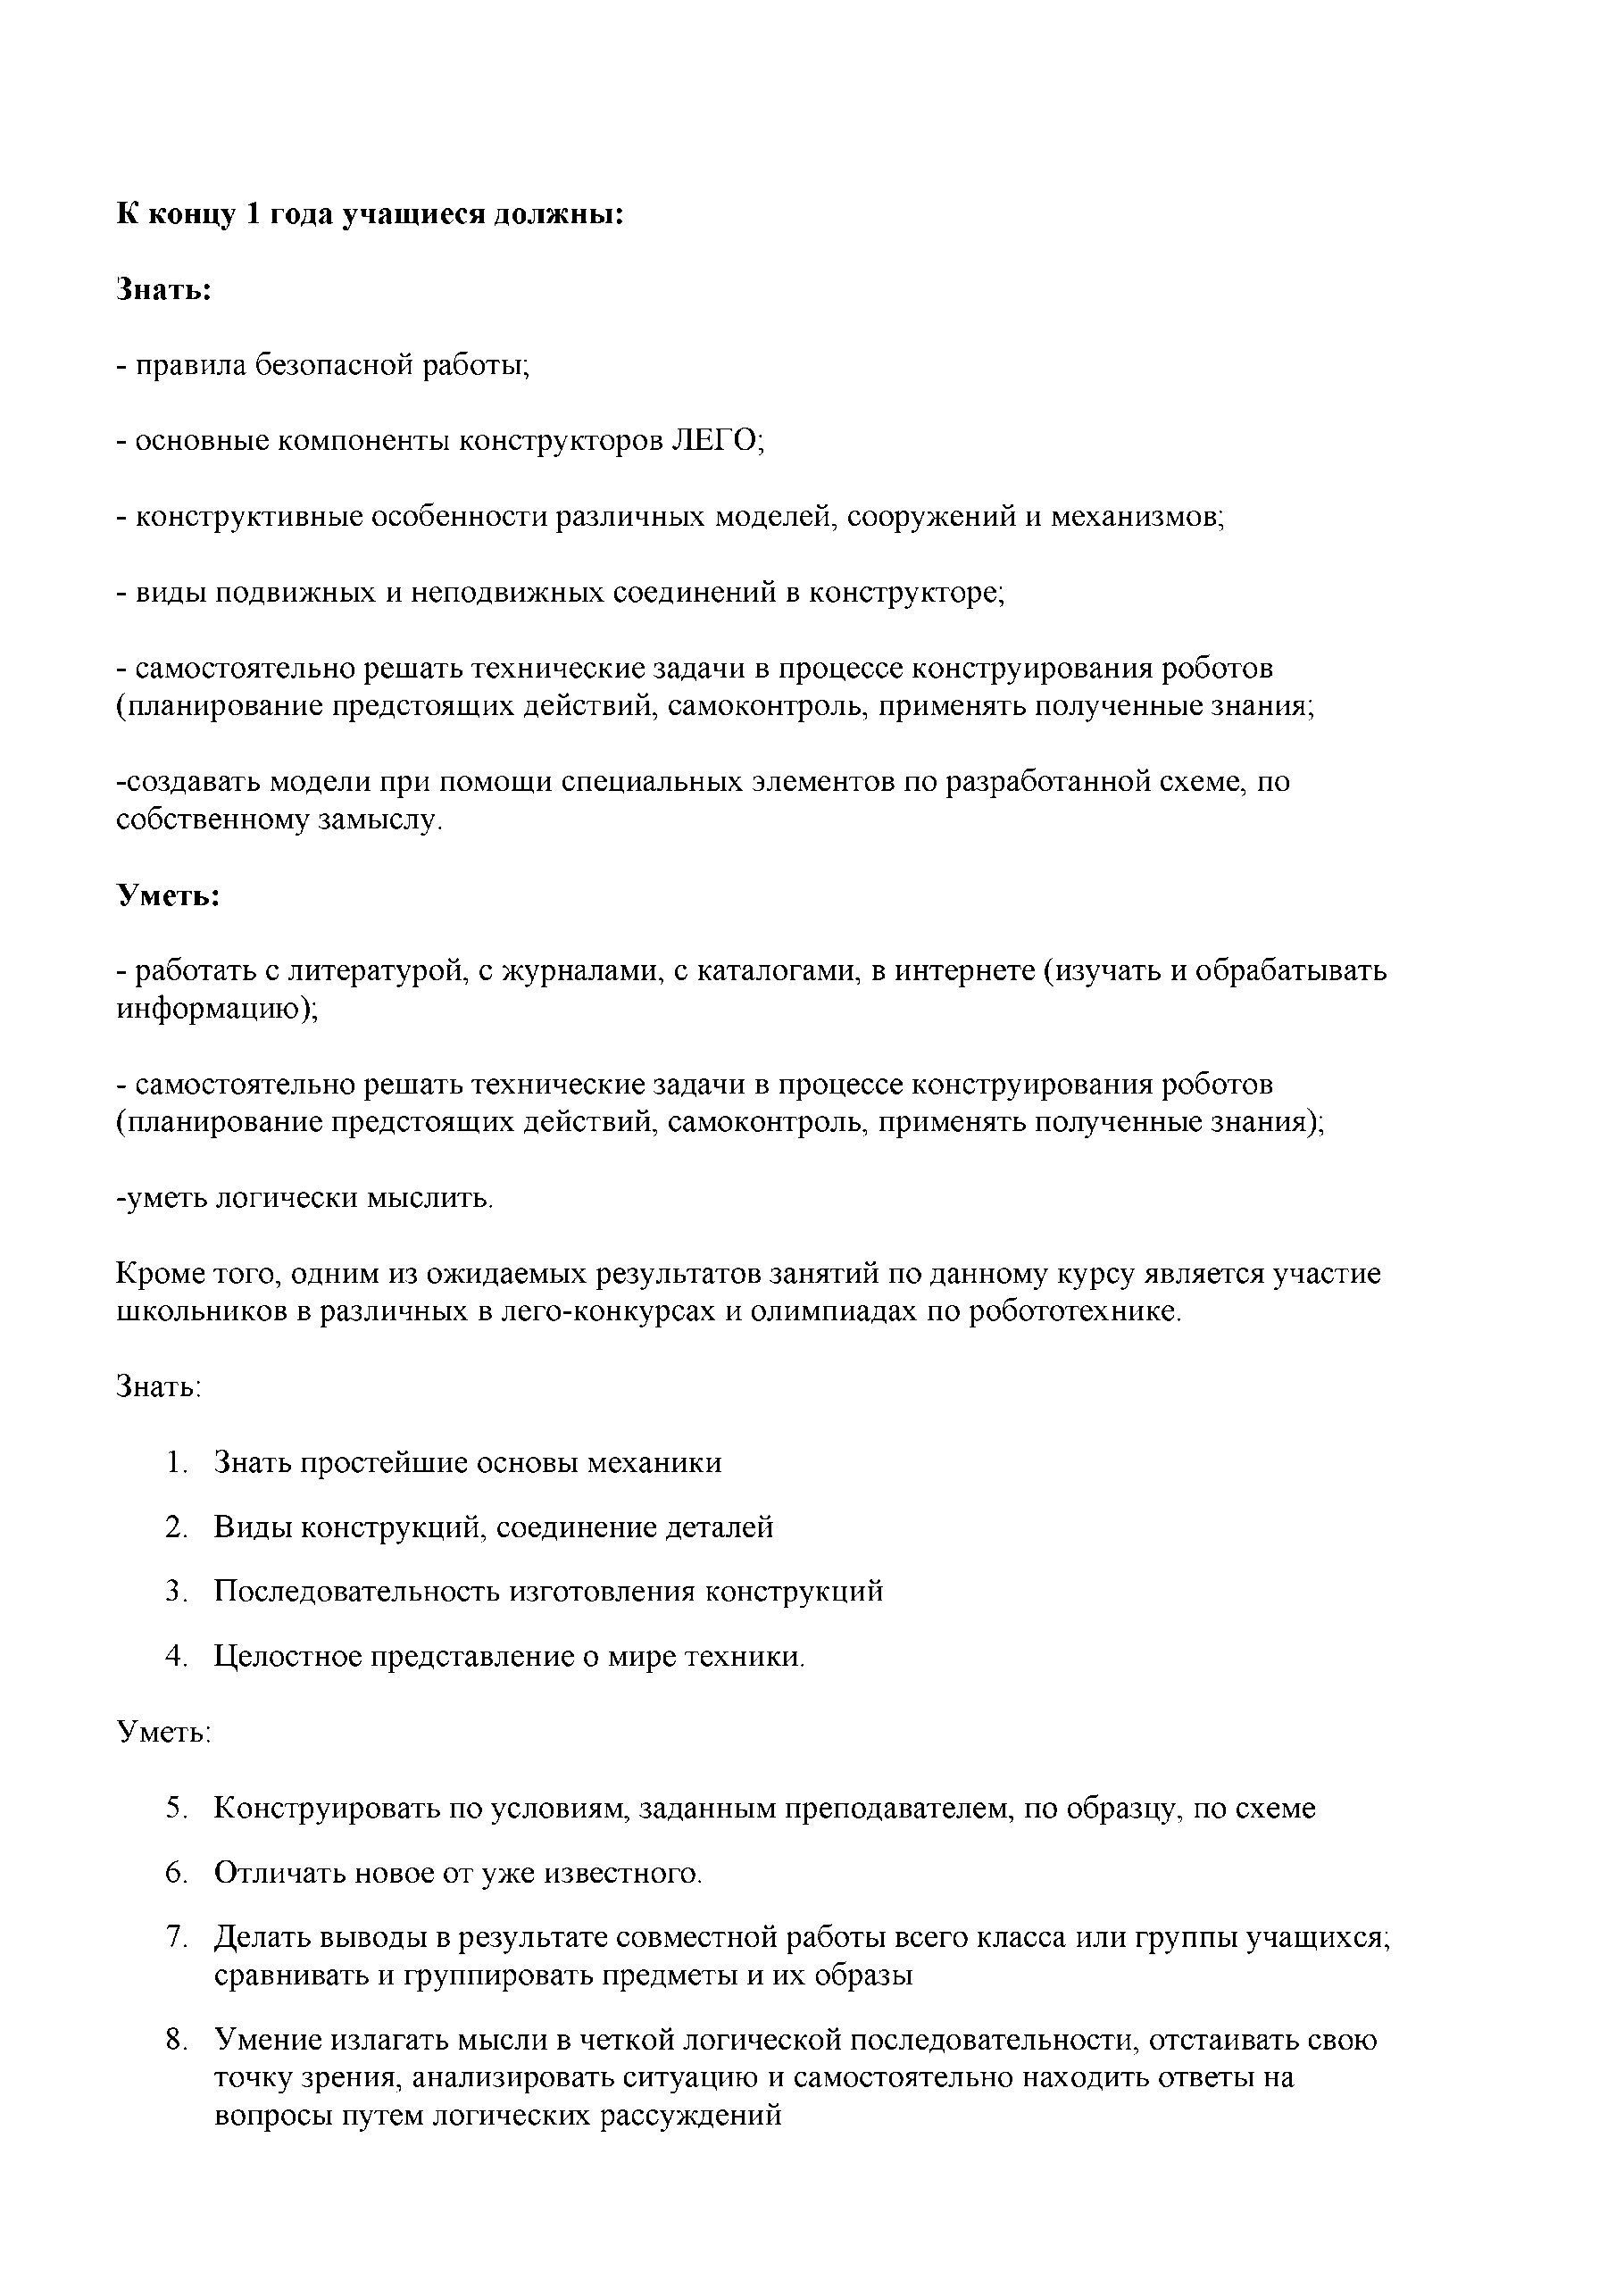 К концу 1 года учащиеся должны:
Знать:
- правила безопасной работы;
- основные компоненты конструкторов ЛЕГО;
- конструктивные особенности различных моделей, сооружений и механизмов;
- виды подвижных и неподвижных соединений в конструкторе;
- самостоятельно решать технические задачи в процессе конструирования роботов
(планирование предстоящих действий, самоконтроль, применять полученные знания;
-создавать модели при помощи специальных элементов по разработанной схеме, по
собственному замыслу.
Уметь:
- работать с литературой, с журналами, с каталогами, в интернете (изучать и обрабатывать
информацию);
- самостоятельно решать технические задачи в процессе конструирования роботов
(планирование предстоящих действий, самоконтроль, применять полученные знания);
-уметь логически мыслить.
Кроме того, одним из ожидаемых результатов занятий по данному курсу является участие
школьников в различных в лего-конкурсах и олимпиадах по робототехнике.
Знать:
1. Знать простейшие основы механики
2. Виды конструкций, соединение деталей
3. Последовательность изготовления конструкций
4. Целостное представление о мире техники.
Уметь:
5. Конструировать по условиям, заданным преподавателем, по образцу, по схеме
6. Отличать новое от уже известного.
7. Делать выводы в результате совместной работы всего класса или группы учащихся;
сравнивать и группировать предметы и их образы
8. Умение излагать мысли в четкой логической последовательности, отстаивать свою
точку зрения, анализировать ситуацию и самостоятельно находить ответы на
вопросы путем логических рассуждений